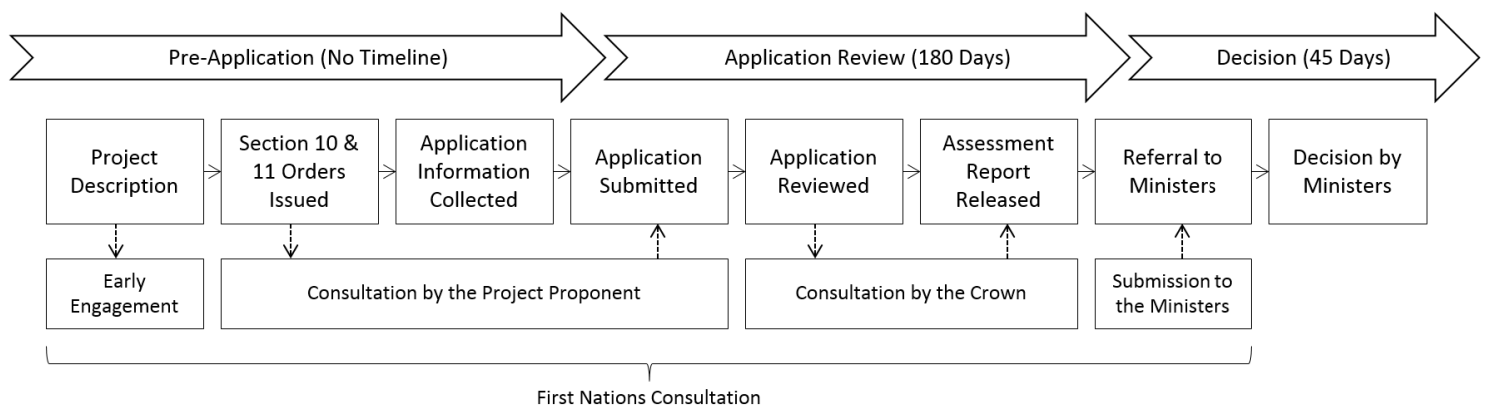 Pre-Application (No Timeline)
Application Review (180 Days)
Decision (45 Days)
Project
Description
Section 10 &
11 Orders
Issued
Application
Information
Collected
Application
Submitted
Application
Reviewed
Assessment
Report
Released
Referral to
Ministers
Decision by
Ministers
Early
Engagement
Consultation by the Project Proponent
Consultation by the Crown
Submission to
the Ministers
First Nations Consultation